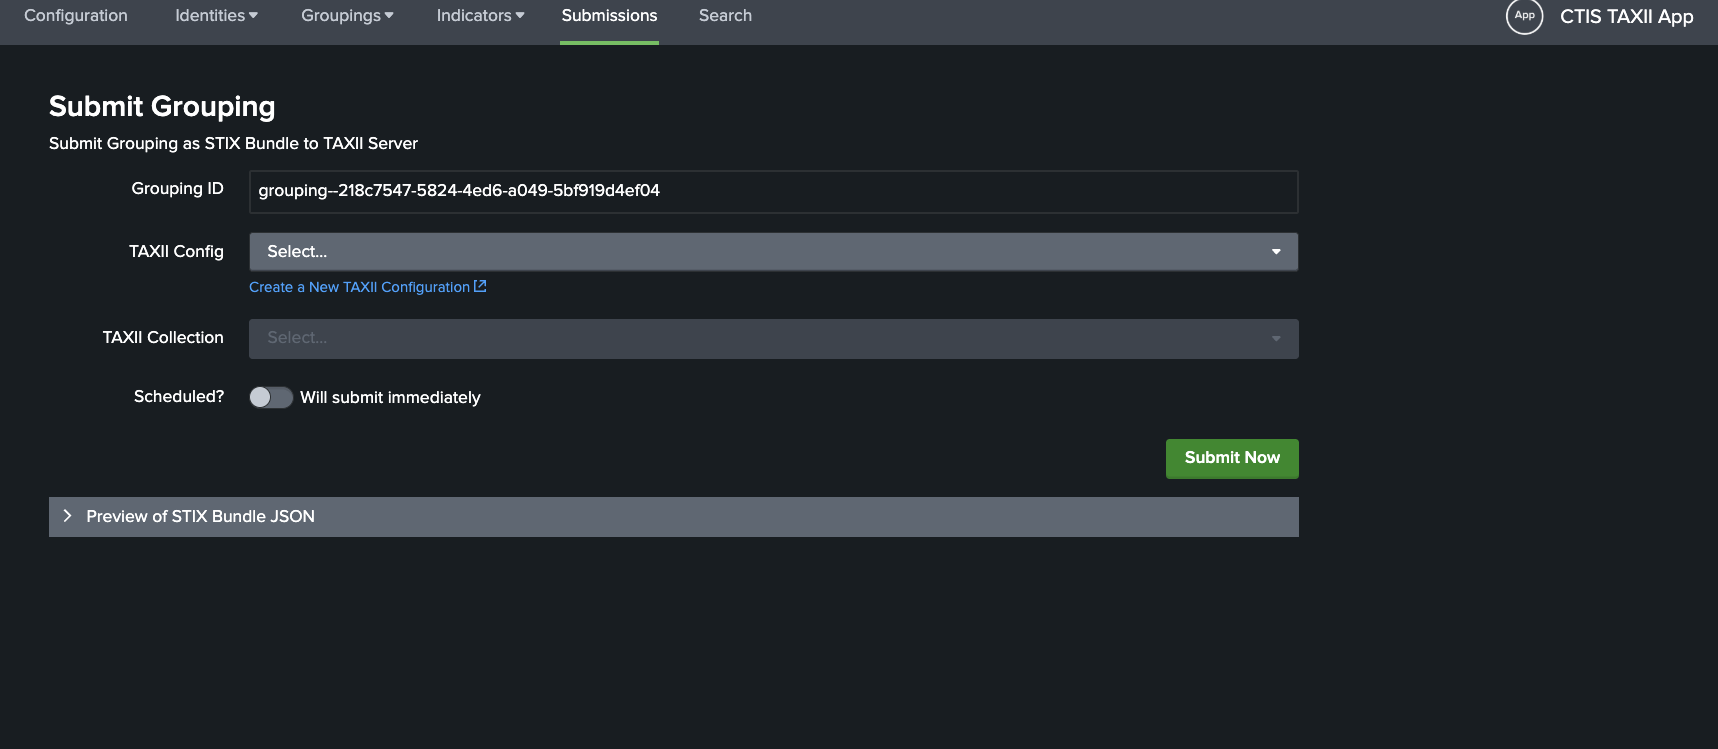 Configuration Identities Groupings Indicators Submissions Search App CTIS TAXII App
Submit Grouping
Submit Grouping as STIX Bundle to TAXII Server
Grouping ID grouping--218c7547-5824-4ed6-a049-5bf919d4ef04
TAXII Config Select...
Create a New TAXII Configuration
TAXII Collection Select...
Scheduled? Will submit immediately
Submit Now
Preview of STIX Bundle JSON